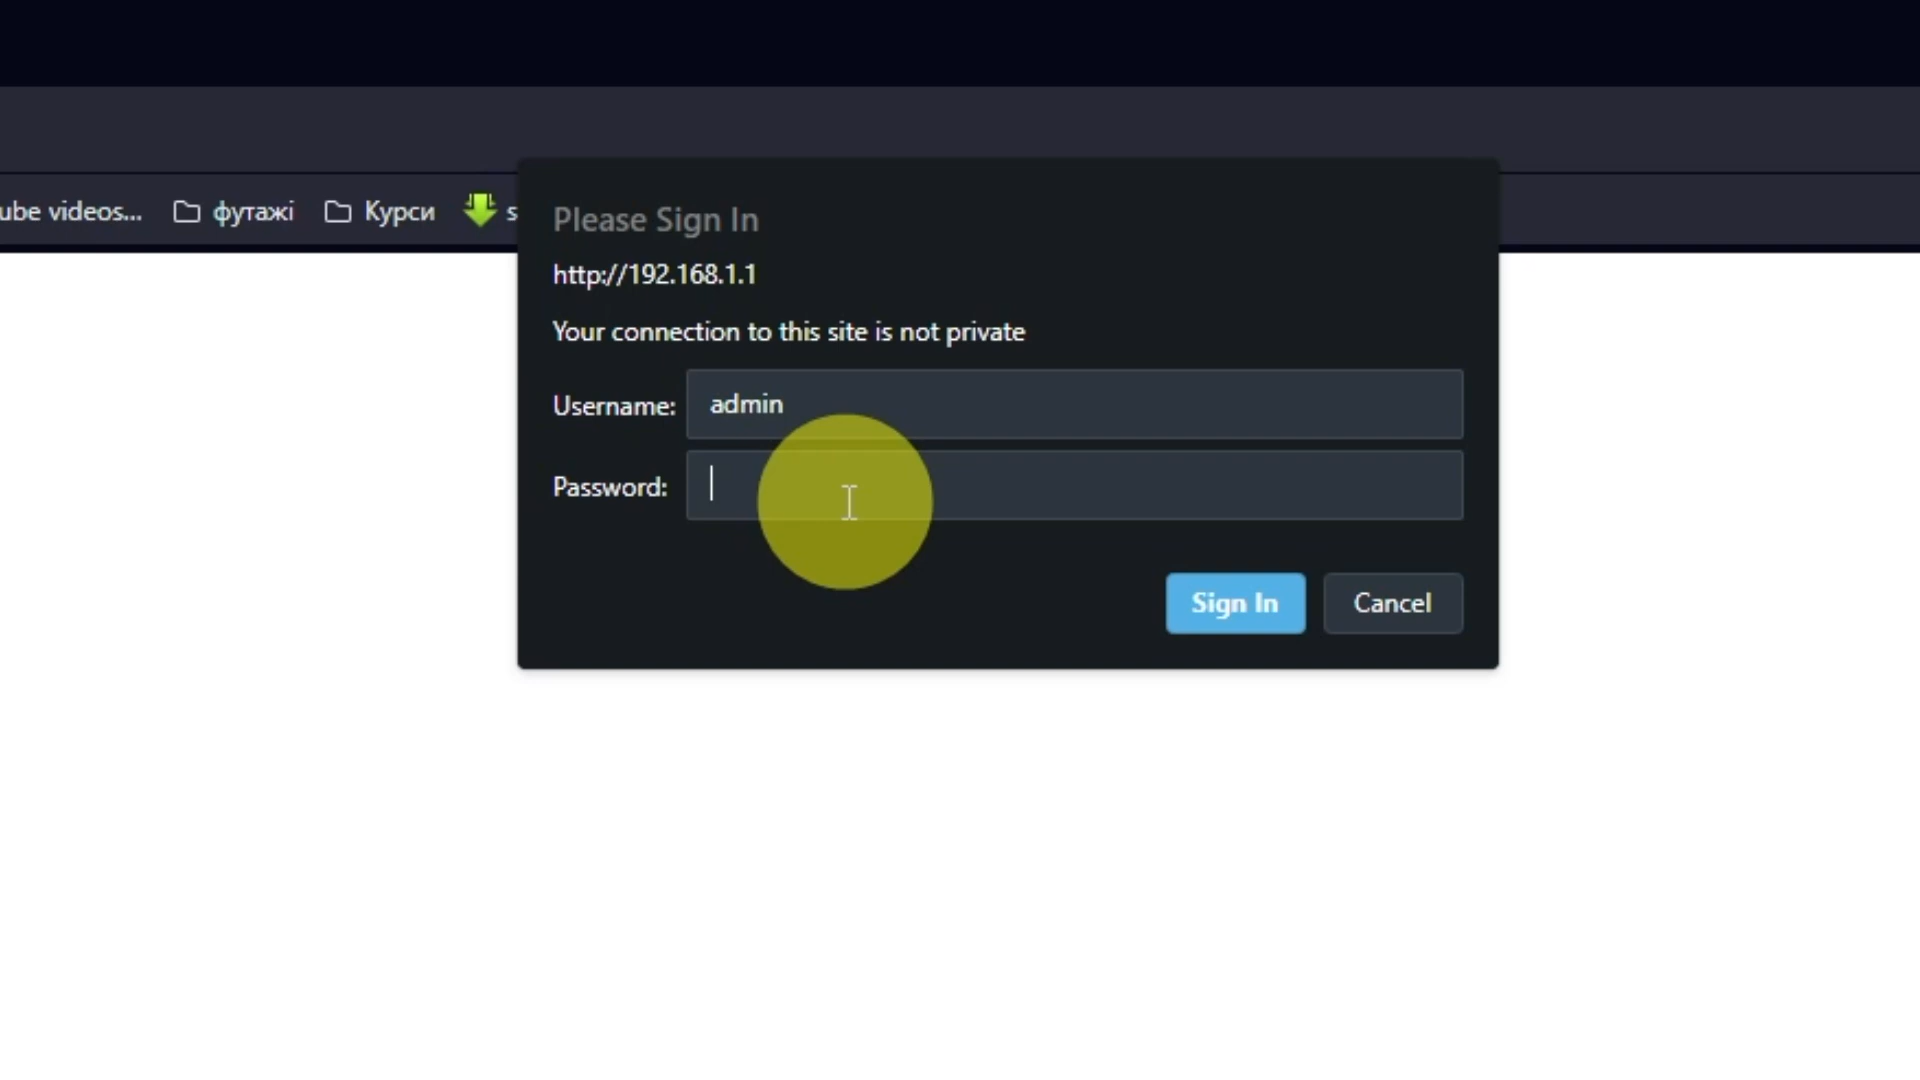 ube videos... футажі Курси s
Please Sign In
http://192.168.1.1
Your connection to this site is not private
Username: admin
Password:
Sign In Cancel